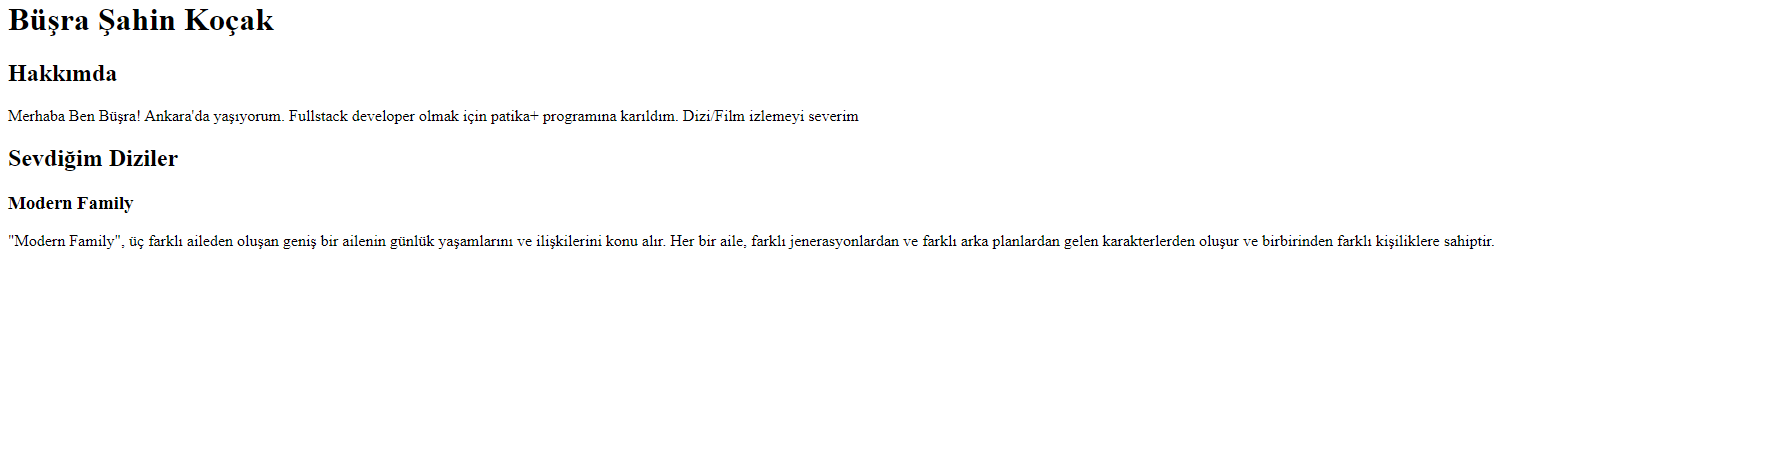 Büşra Şahin Koçak
Hakkımda
Merhaba Ben Büşra! Ankara'da yaşıyorum. Fullstack developer olmak için patika+ programına karıldım. Dizi/Film izlemeyi severim
Sevdiğim Diziler
Modern Family
"Modern Family", üç farklı aileden oluşan geniş bir ailenin günlük yaşamlarını ve ilişkilerini konu alır. Her bir aile, farklı jenerasyonlardan ve farklı arka planlardan gelen karakterlerden oluşur ve birbirinden farklı kişiliklere sahiptir.